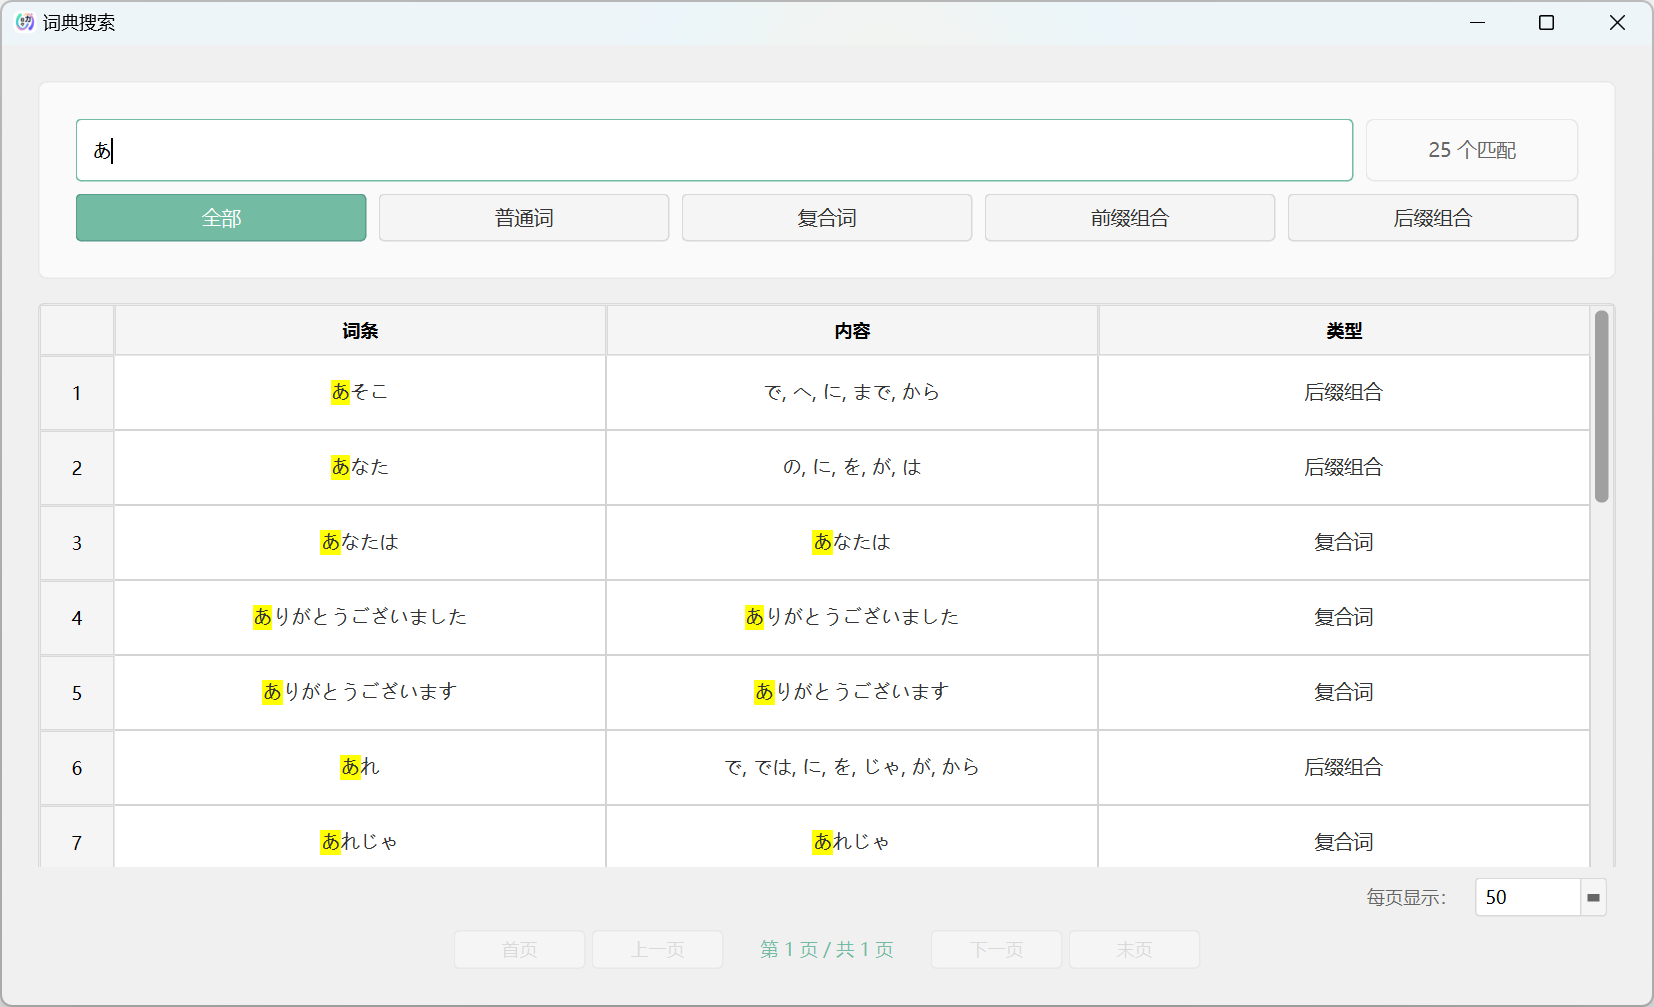 词典搜索
あ
25 个匹配
全部 普通词 复合词 前缀组合 后缀组合
词条 内容 类型
1 あそこ で, へ, に, まで, から 后缀组合
2 あなた の, に, を, が, は 后缀组合
3 あなたは あなたは 复合词
4 ありがとうございました ありがとうございました 复合词
5 ありがとうございます ありがとうございます 复合词
6 あれ で, では, に, を, じゃ, が, から 后缀组合
7 あれじゃ あれじゃ 复合词
每页显示: 50
首页 上一页 第 1 页 / 共 1 页 下一页 末页